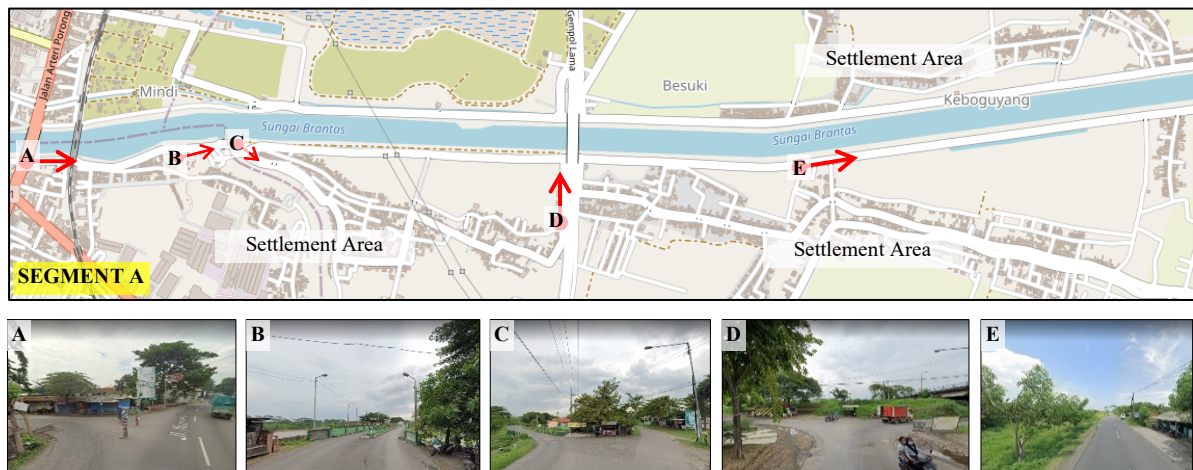 Jalan Arteri Porong
Mindi
Gempol Lama
Settlement Area
Besuki
Keboguyang
Sungai Brantas
Sungai Brantas
A
B
C
D
E
Settlement Area
Settlement Area
SEGMENT A
A
B
C
D
E